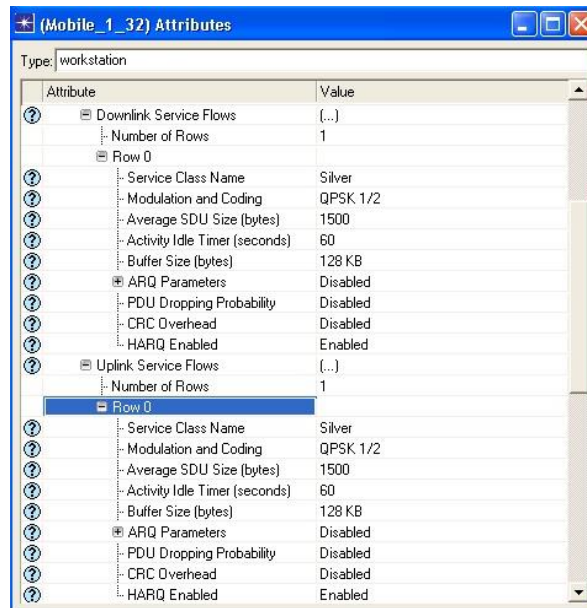 (Mobile_1_32) Attributes
Type: workstation
Attribute Value
Downlink Service Flows (...)
Number of Rows 1
Row 0
Service Class Name Silver
Modulation and Coding QPSK 1/2
Average SDU Size (bytes) 1500
Activity Idle Timer (seconds) 60
Buffer Size (bytes) 128 KB
ARQ Parameters Disabled
PDU Dropping Probability Disabled
CRC Overhead Disabled
HARQ Enabled Enabled
Uplink Service Flows (...)
Number of Rows 1
Row 0
Service Class Name Silver
Modulation and Coding QPSK 1/2
Average SDU Size (bytes) 1500
Activity Idle Timer (seconds) 60
Buffer Size (bytes) 128 KB
ARQ Parameters Disabled
PDU Dropping Probability Disabled
CRC Overhead Disabled
HARQ Enabled Enabled